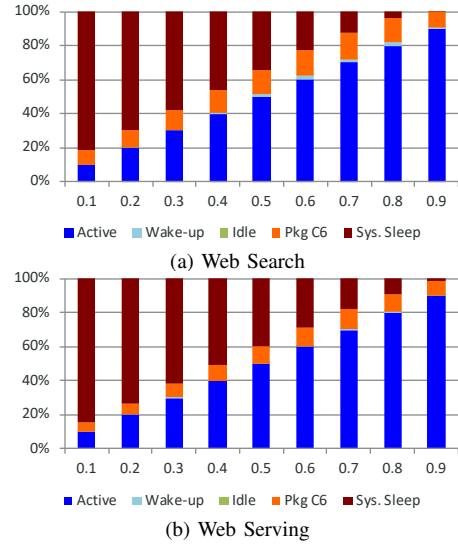 100%
80%
60%
40%
20%
0%
0.1 0.2 0.3 0.4 0.5 0.6 0.7 0.8 0.9
Active Wake-up Idle Pkg C6 Sys. Sleep
(a) Web Search
100%
80%
60%
40%
20%
0%
0.1 0.2 0.3 0.4 0.5 0.6 0.7 0.8 0.9
Active Wake-up Idle Pkg C6 Sys. Sleep
(b) Web Serving